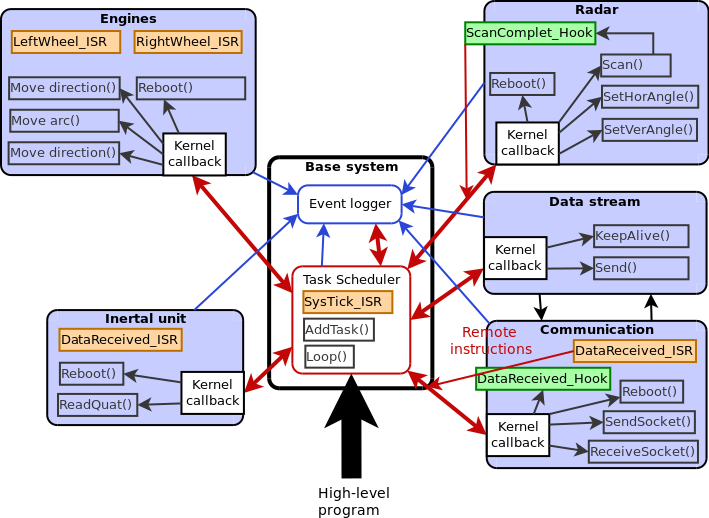 Engines
LeftWheel_ISR
RightWheel_ISR
Move direction()
Reboot()
Move arc()
Move direction()
Kernel
callback
Radar
ScanComplet_Hook
Scan()
Reboot()
SetHorAngle()
SetVerAngle()
Kernel
callback
Base system
Event logger
Task Scheduler
SysTick_ISR
AddTask()
Loop()
Data stream
KeepAlive()
Kernel
callback
Send()
Inertal unit
DataReceived_ISR
Reboot()
ReadQuat()
Kernel
callback
Remote
instructions
Communication
DataReceived_ISR
DataReceived_Hook
Reboot()
SendSocket()
ReceiveSocket()
Kernel
callback
High-level
program